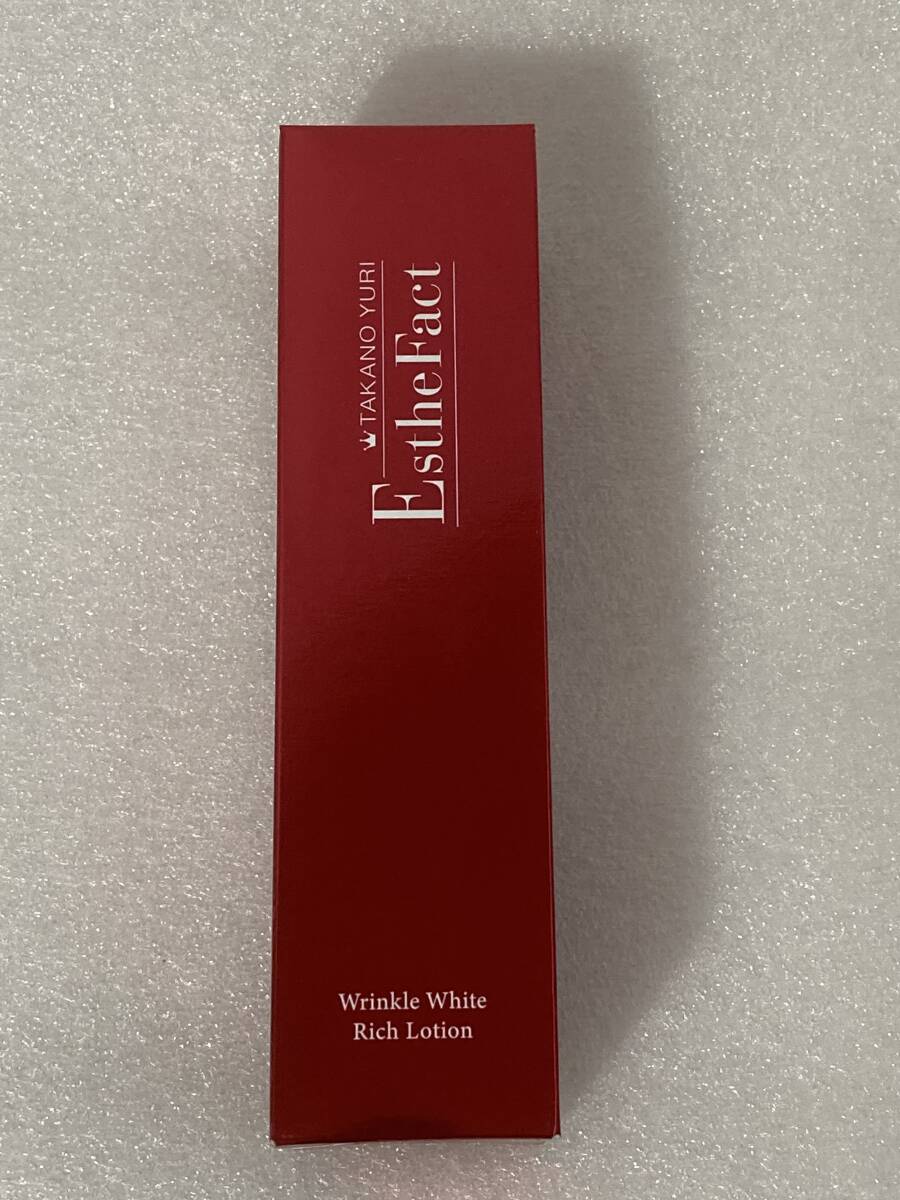 TAKANO YURI
EstheFact
Wrinkle White
Rich Lotion